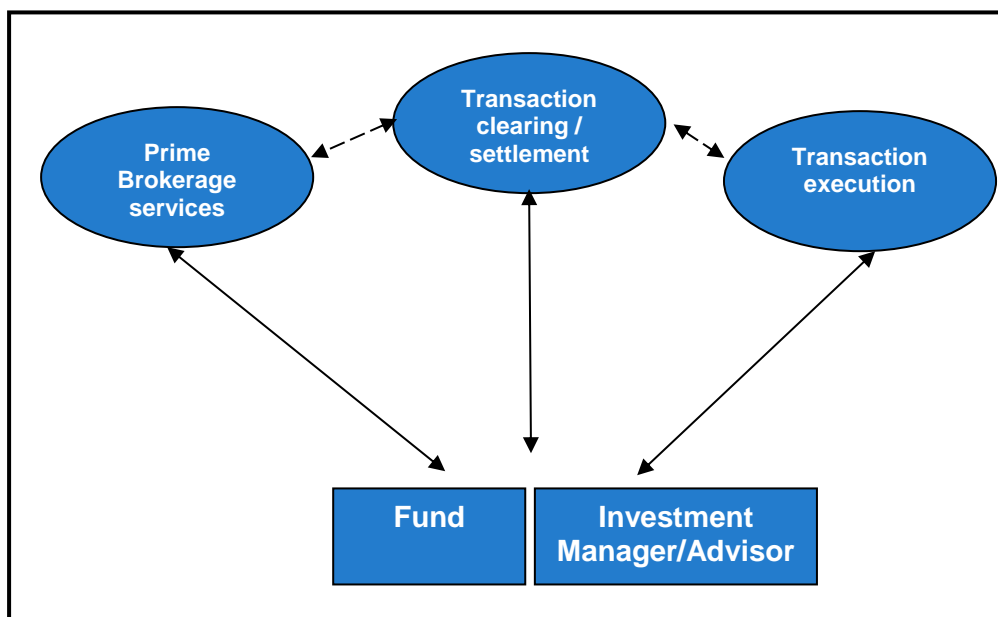 Prime
Brokerage
services
Transaction
clearing /
settlement
Transaction
execution
Fund
Investment
Manager/Advisor